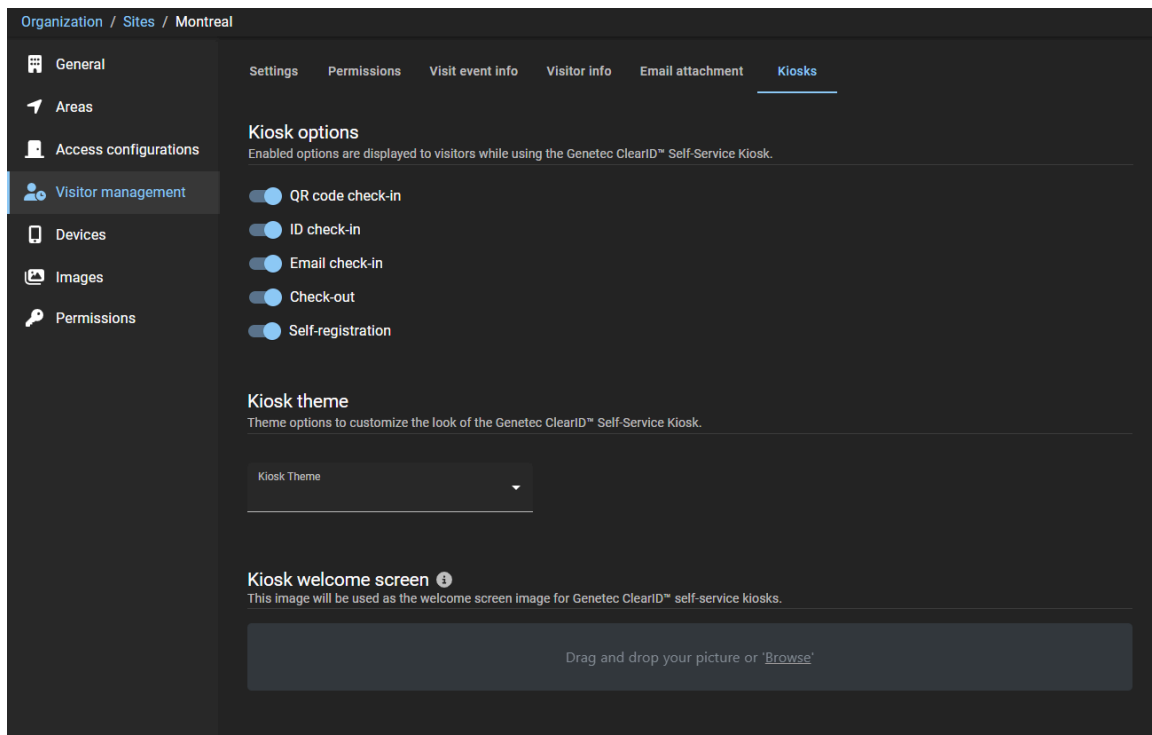 Organization / Sites / Montreal
General
Areas
Access configurations
Visitor management
Devices
Images
Permissions
Settings Permissions Visit event info Visitor info Email attachment Kiosks
Kiosk options
Enabled options are displayed to visitors while using the Genetec ClearID™ Self-Service Kiosk.
QR code check-in
ID check-in
Email check-in
Check-out
Self-registration
Kiosk theme
Theme options to customize the look of the Genetec ClearID™ Self-Service Kiosk.
Kiosk Theme
Kiosk welcome screen
This image will be used as the welcome screen image for Genetec ClearID™ self-service kiosks.
Drag and drop your picture or 'Browse'